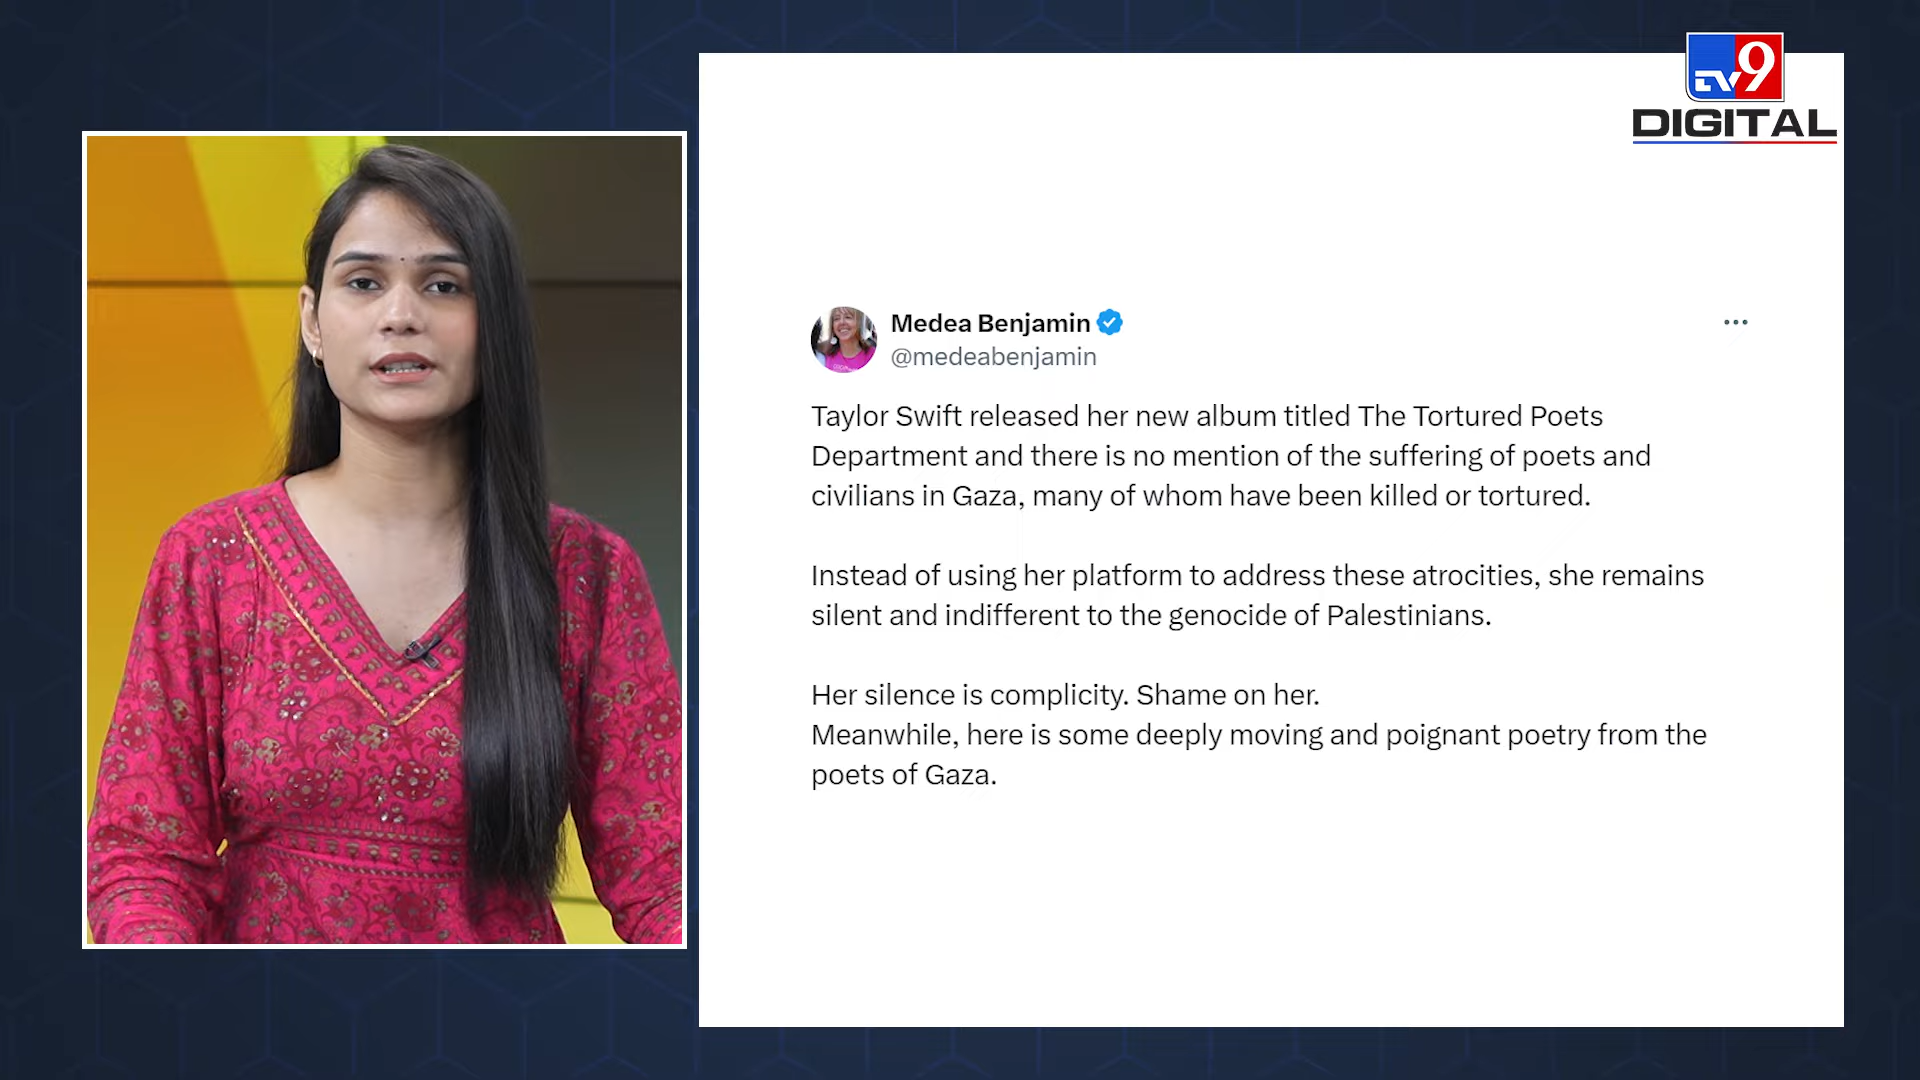 TV9
DIGITAL
Medea Benjamin
@medeabenjamin
Taylor Swift released her new album titled The Tortured Poets
Department and there is no mention of the suffering of poets and
civilians in Gaza, many of whom have been killed or tortured.
Instead of using her platform to address these atrocities, she remains
silent and indifferent to the genocide of Palestinians.
Her silence is complicity. Shame on her.
Meanwhile, here is some deeply moving and poignant poetry from the
poets of Gaza.